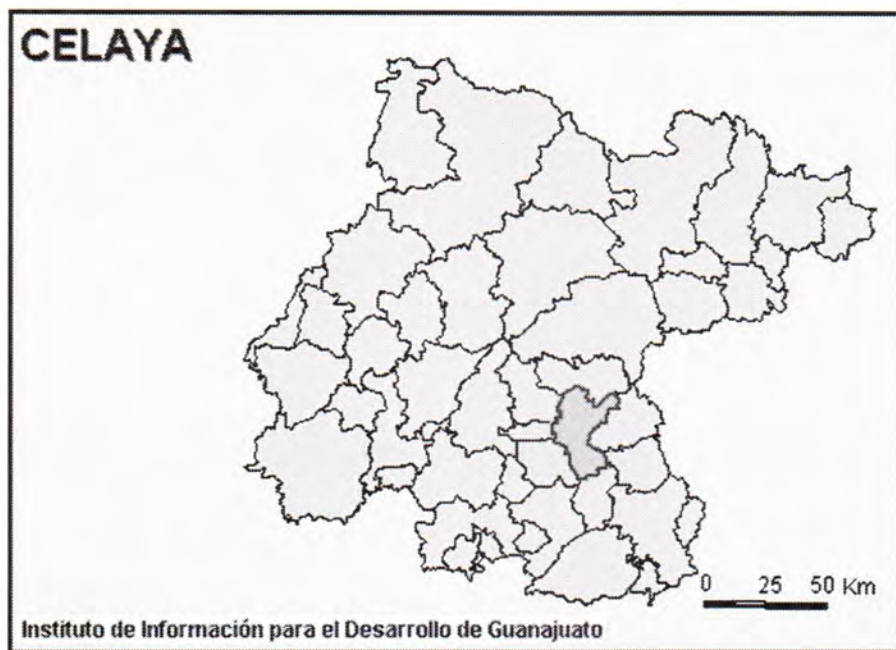 CELAYA
0 25 50 Km
Instituto de Información para el Desarrollo de Guanajuato